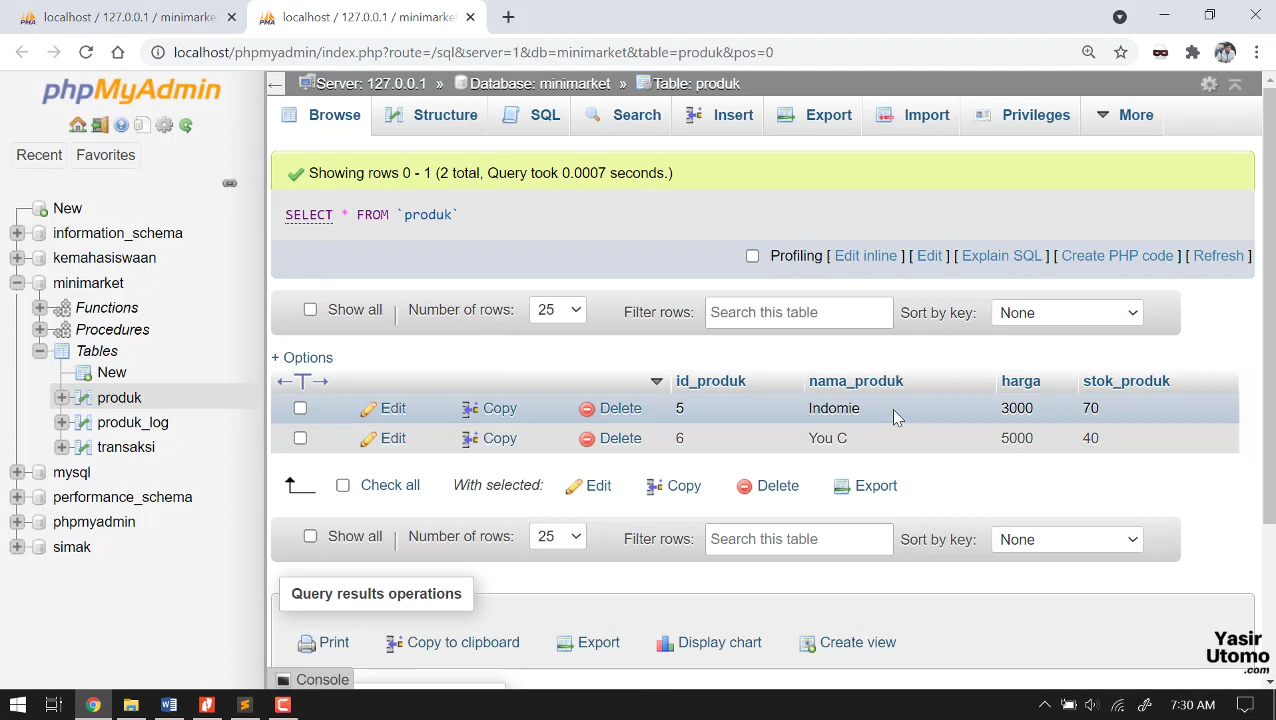 localhost / 127.0.0.1 / minimarke
localhost / 127.0.0.1 / minimarket
localhost/phpmyadmin/index.php?route=/sql&server=1&db=minimarket&table=produk&pos=0
phpMyAdmin
Server: 127.0.0.1 » Database: minimarket » Table: produk
Browse Structure SQL Search Insert Export Import Privileges More
Recent Favorites
Showing rows 0 - 1 (2 total, Query took 0.0007 seconds.)
SELECT * FROM `produk`
Profiling [ Edit inline ] [ Edit ] [ Explain SQL ] [ Create PHP code ] [ Refresh ]
New
information_schema
kemahasiswaan
minimarket
Functions
Procedures
Tables
New
produk
produk_log
transaksi
mysql
performance_schema
phpmyadmin
simak
Show all Number of rows: 25 Filter rows: Search this table Sort by key: None
+ Options
id_produk nama_produk harga stok_produk
Edit Copy Delete 5 Indomie 3000 70
Edit Copy Delete 6 You C 5000 40
Check all With selected: Edit Copy Delete Export
Show all Number of rows: 25 Filter rows: Search this table Sort by key: None
Query results operations
Print Copy to clipboard Export Display chart Create view
Console
Yasir
Utomo
.com
7:30 AM